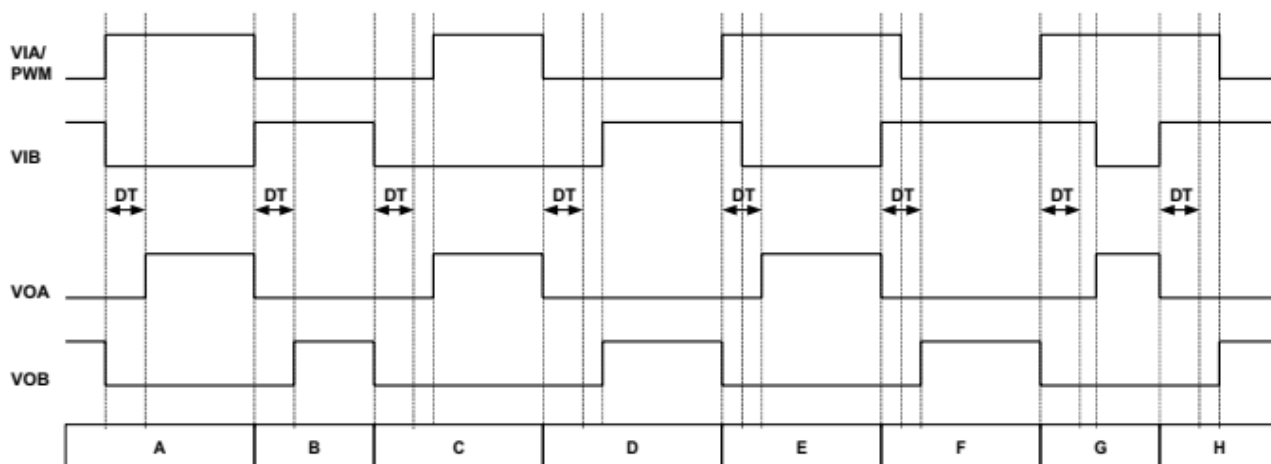 VIA/
PWM
VIB
DT DT DT DT DT DT DT DT
VOA
VOB
A B C D E F G H